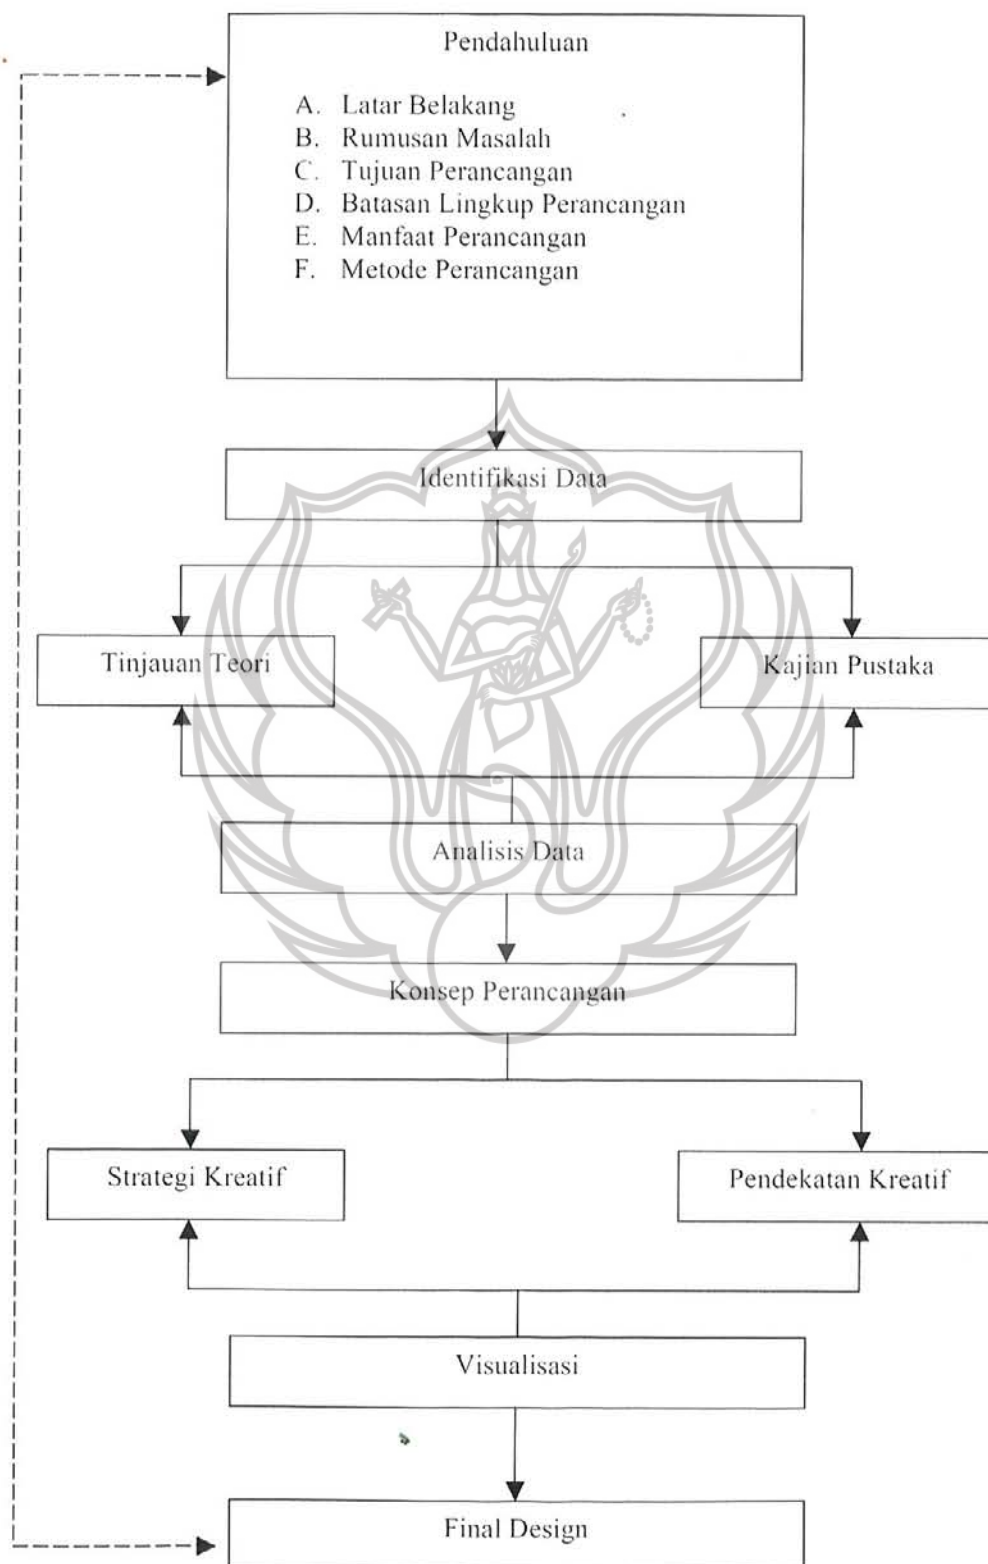 Pendahuluan
A. Latar Belakang
B. Rumusan Masalah
C. Tujuan Perancangan
D. Batasan Lingkup Perancangan
E. Manfaat Perancangan
F. Metode Perancangan
Identifikasi Data
Tinjauan Teori
Kajian Pustaka
Analisis Data
Konsep Perancangan
Strategi Kreatif
Pendekatan Kreatif
Visualisasi
Final Design